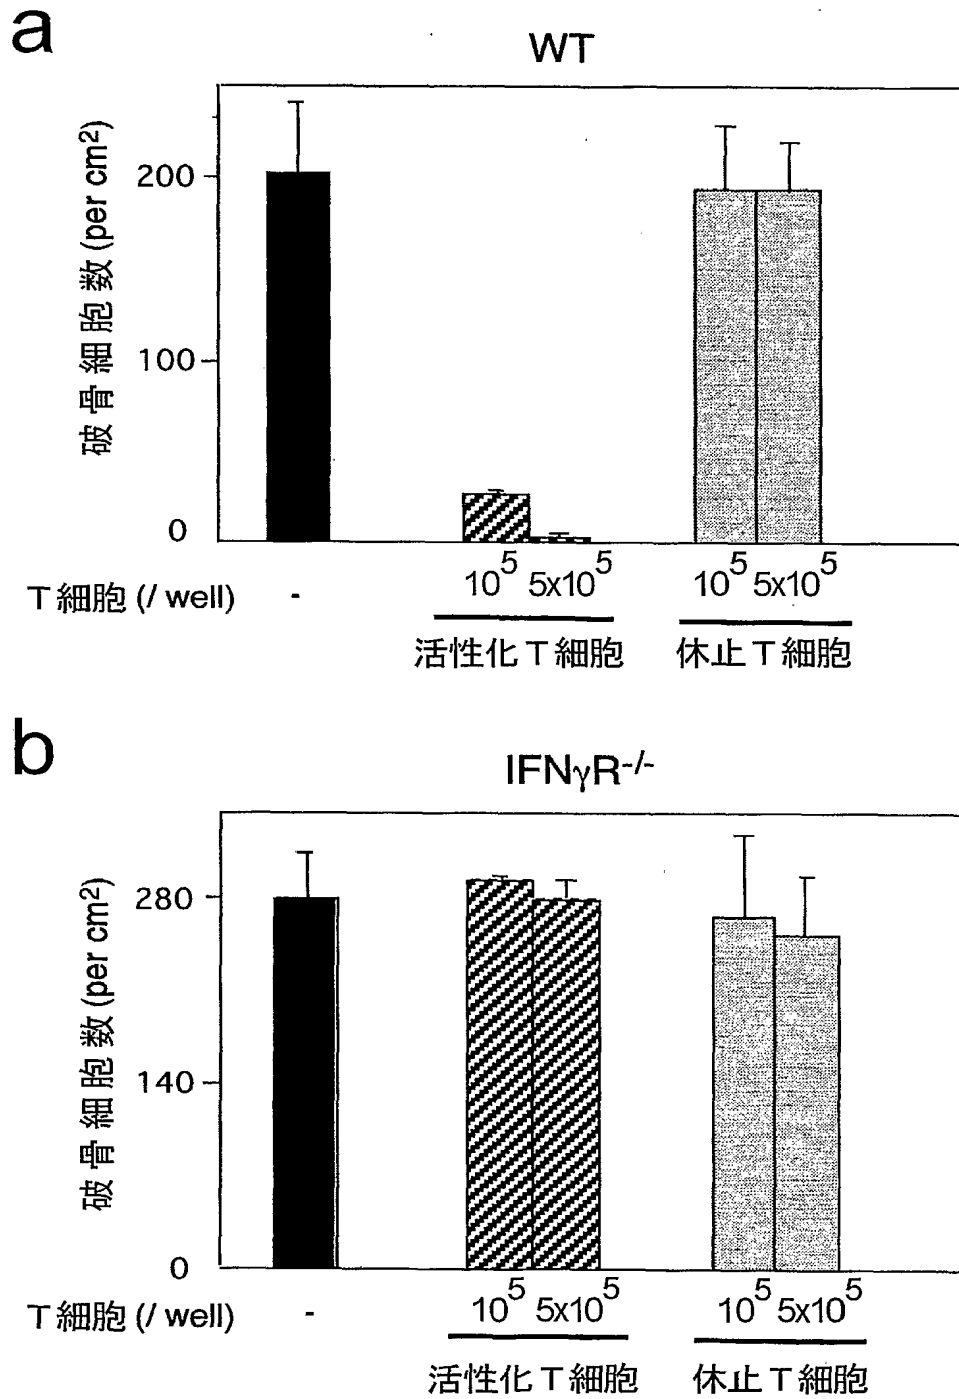 a
WT
破骨細胞数 (per cm²)
200
100
0
T細胞 (/ well)
-
10⁵ 5x10⁵
10⁵ 5x10⁵
活性化T細胞
休止T細胞
b
IFNγR⁻/⁻
破骨細胞数 (per cm²)
280
140
0
T細胞 (/ well)
-
10⁵ 5x10⁵
10⁵ 5x10⁵
活性化T細胞
休止T細胞